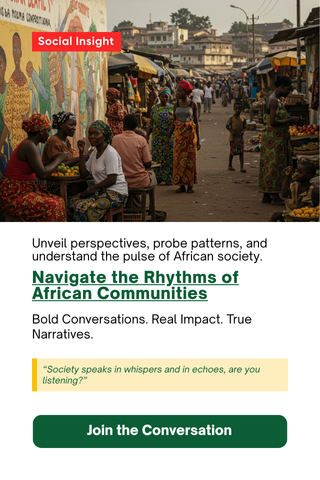 Social Insight
Unveil perspectives, probe patterns, and
understand the pulse of African society.
Navigate the Rhythms of
African Communities
Bold Conversations. Real Impact. True
Narratives.
“Society speaks in whispers and in echoes, are you
listening?”
Join the Conversation